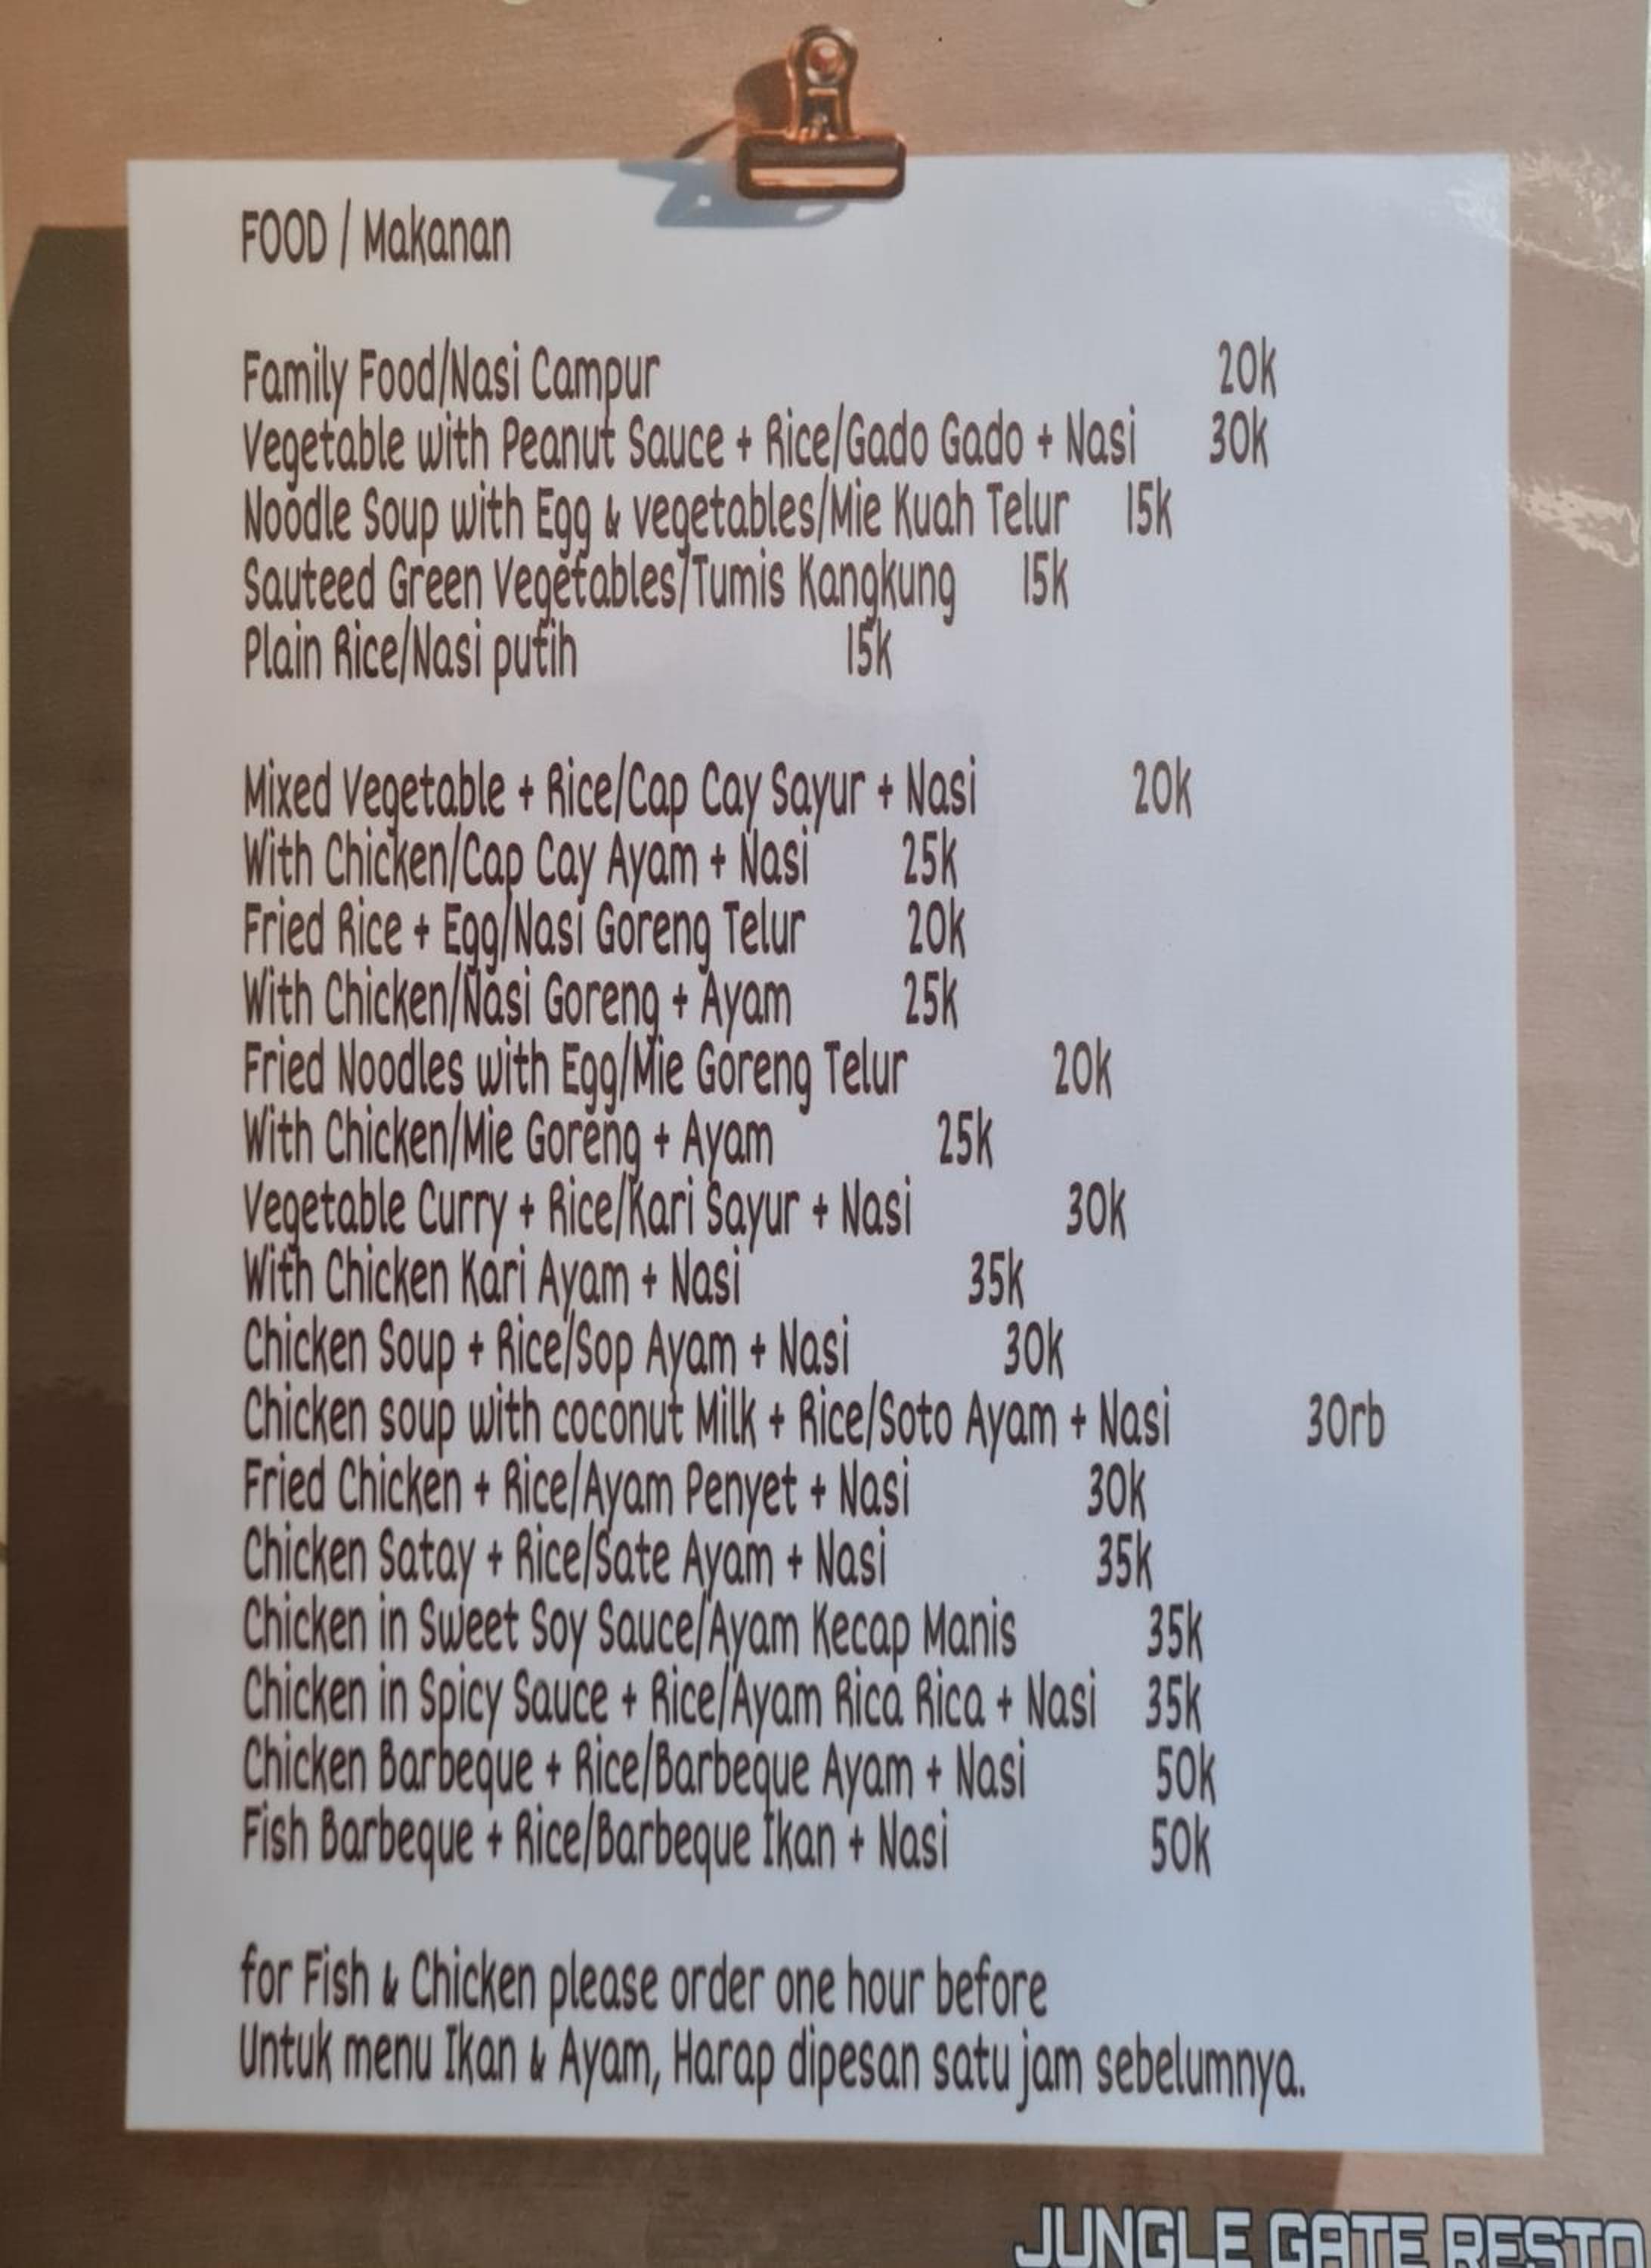 FOOD / Makanan
Family Food/Nasi Campur 20k
Vegetable with Peanut Sauce + Rice/Gado Gado + Nasi 30k
Noodle Soup with Egg & vegetables/Mie Kuah Telur 15k
Sauteed Green Vegetables/Tumis Kangkung 15k
Plain Rice/Nasi putih 15k
Mixed Vegetable + Rice/Cap Cay Sayur + Nasi 20k
With Chicken/Cap Cay Ayam + Nasi 25k
Fried Rice + Egg/Nasi Goreng Telur 20k
With Chicken/Nasi Goreng + Ayam 25k
Fried Noodles with Egg/Mie Goreng Telur 20k
With Chicken/Mie Goreng + Ayam 25k
Vegetable Curry + Rice/Kari Sayur + Nasi 30k
With Chicken Kari Ayam + Nasi 35k
Chicken Soup + Rice/Sop Ayam + Nasi 30k
Chicken soup with coconut Milk + Rice/Soto Ayam + Nasi 30rb
Fried Chicken + Rice/Ayam Penyet + Nasi 30k
Chicken Satay + Rice/Sate Ayam + Nasi 35k
Chicken in Sweet Soy Sauce/Ayam Kecap Manis 35k
Chicken in Spicy Sauce + Rice/Ayam Rica Rica + Nasi 35k
Chicken Barbeque + Rice/Barbeque Ayam + Nasi 50k
Fish Barbeque + Rice/Barbeque Ikan + Nasi 50k
for Fish & Chicken please order one hour before
Untuk menu Ikan & Ayam, Harap dipesan satu jam sebelumnya.
JUNGLE GATE RESTO